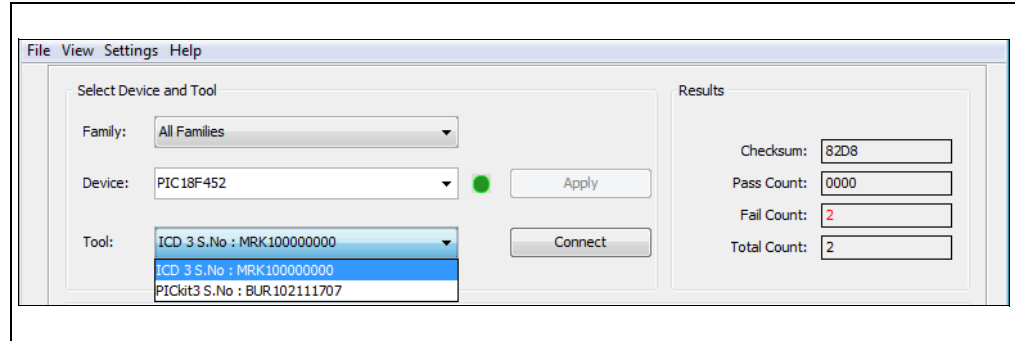 File View Settings Help
Select Device and Tool
Family: All Families
Device: PIC18F452 Apply
Tool: ICD 3 S.No : MRK100000000 Connect
ICD 3 S.No : MRK100000000
PICkit3 S.No : BUR102111707
Results
Checksum: 82D8
Pass Count: 0000
Fail Count: 2
Total Count: 2